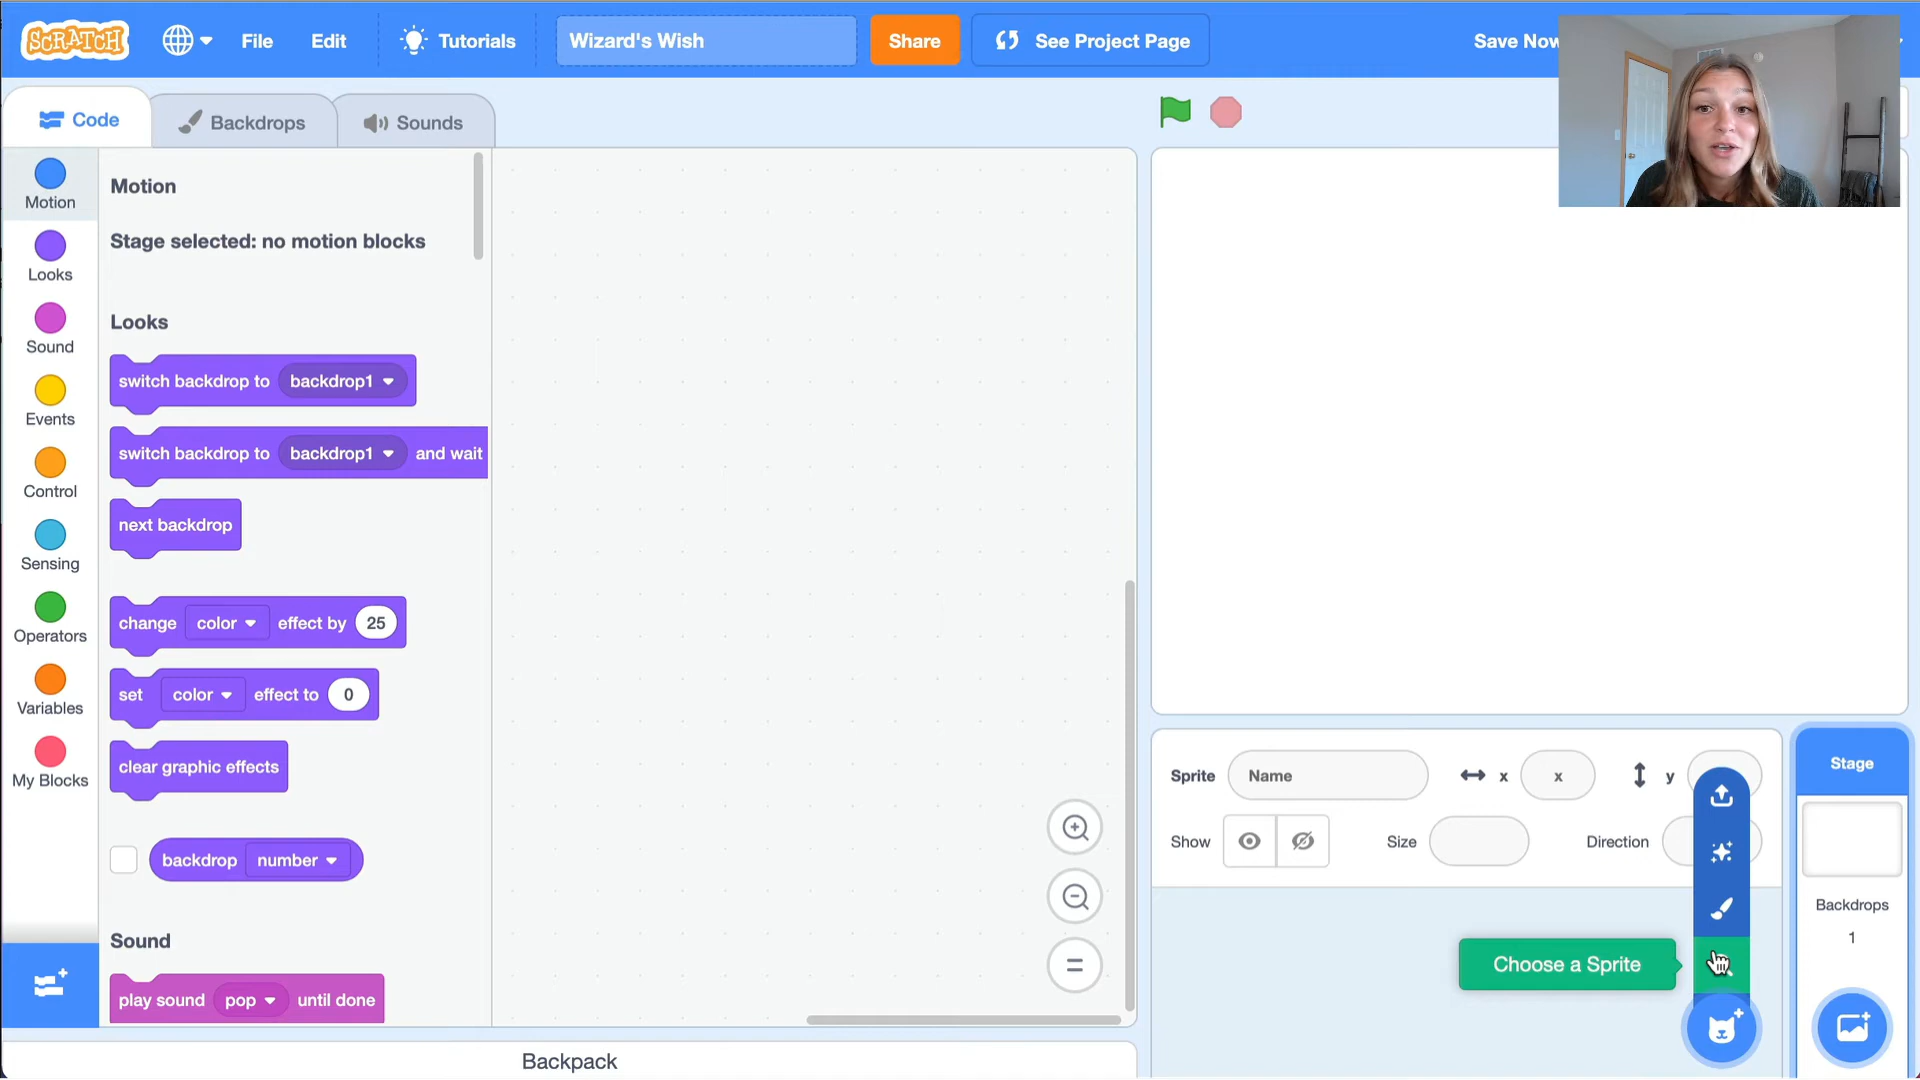 SCRATCH
File
Edit
Tutorials
Wizard's Wish
Share
See Project Page
Save Now
Code
Backdrops
Sounds
Motion
Looks
Sound
Events
Control
Sensing
Operators
Variables
My Blocks
Motion
Stage selected: no motion blocks
Looks
switch backdrop to backdrop1
switch backdrop to backdrop1 and wait
next backdrop
change color effect by 25
set color effect to 0
clear graphic effects
backdrop number
Sound
play sound pop until done
Backpack
Sprite Name x x y
Show Size Direction
Choose a Sprite
Stage
Backdrops
1